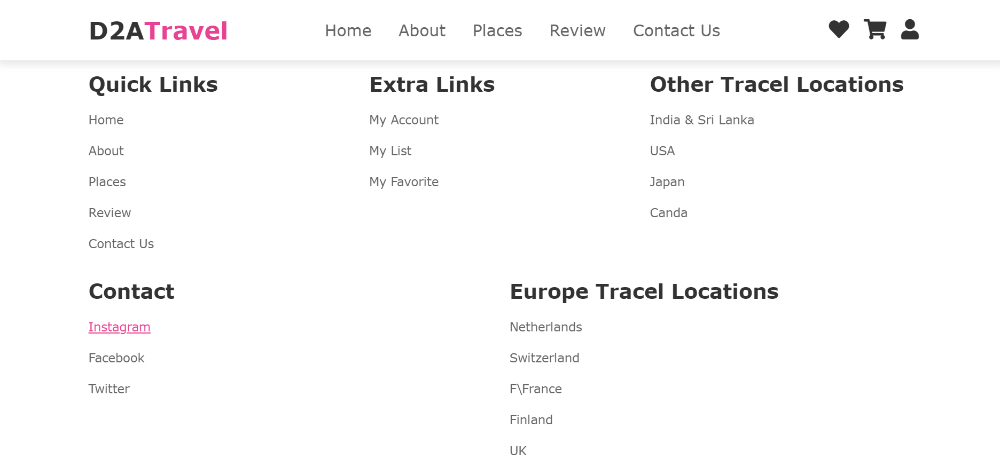 D2ATravel
Home About Places Review Contact Us
Quick Links
Home
About
Places
Review
Contact Us
Extra Links
My Account
My List
My Favorite
Other Tracel Locations
India & Sri Lanka
USA
Japan
Canda
Contact
Instagram
Facebook
Twitter
Europe Tracel Locations
Netherlands
Switzerland
F\France
Finland
UK